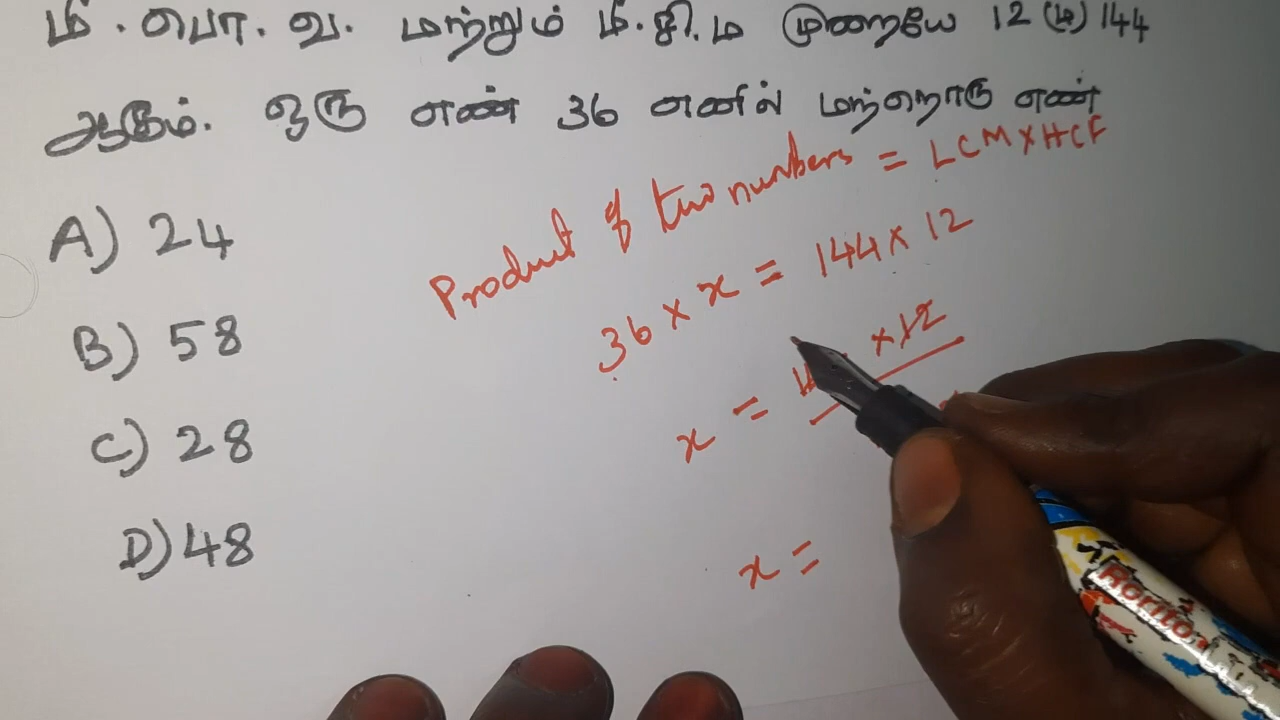 மீ. பொ. வ. மற்றும் மீ.சி.ம முறையே 12 (ம) 144
ஆகும். ஒரு எண் 36 எனில் மற்றொரு எண்
Product of two numbers = LCM X HCF
36 × x = 144 × 12
A) 24
B) 58
C) 28
D) 48
× 12
x =
x =
Rorito